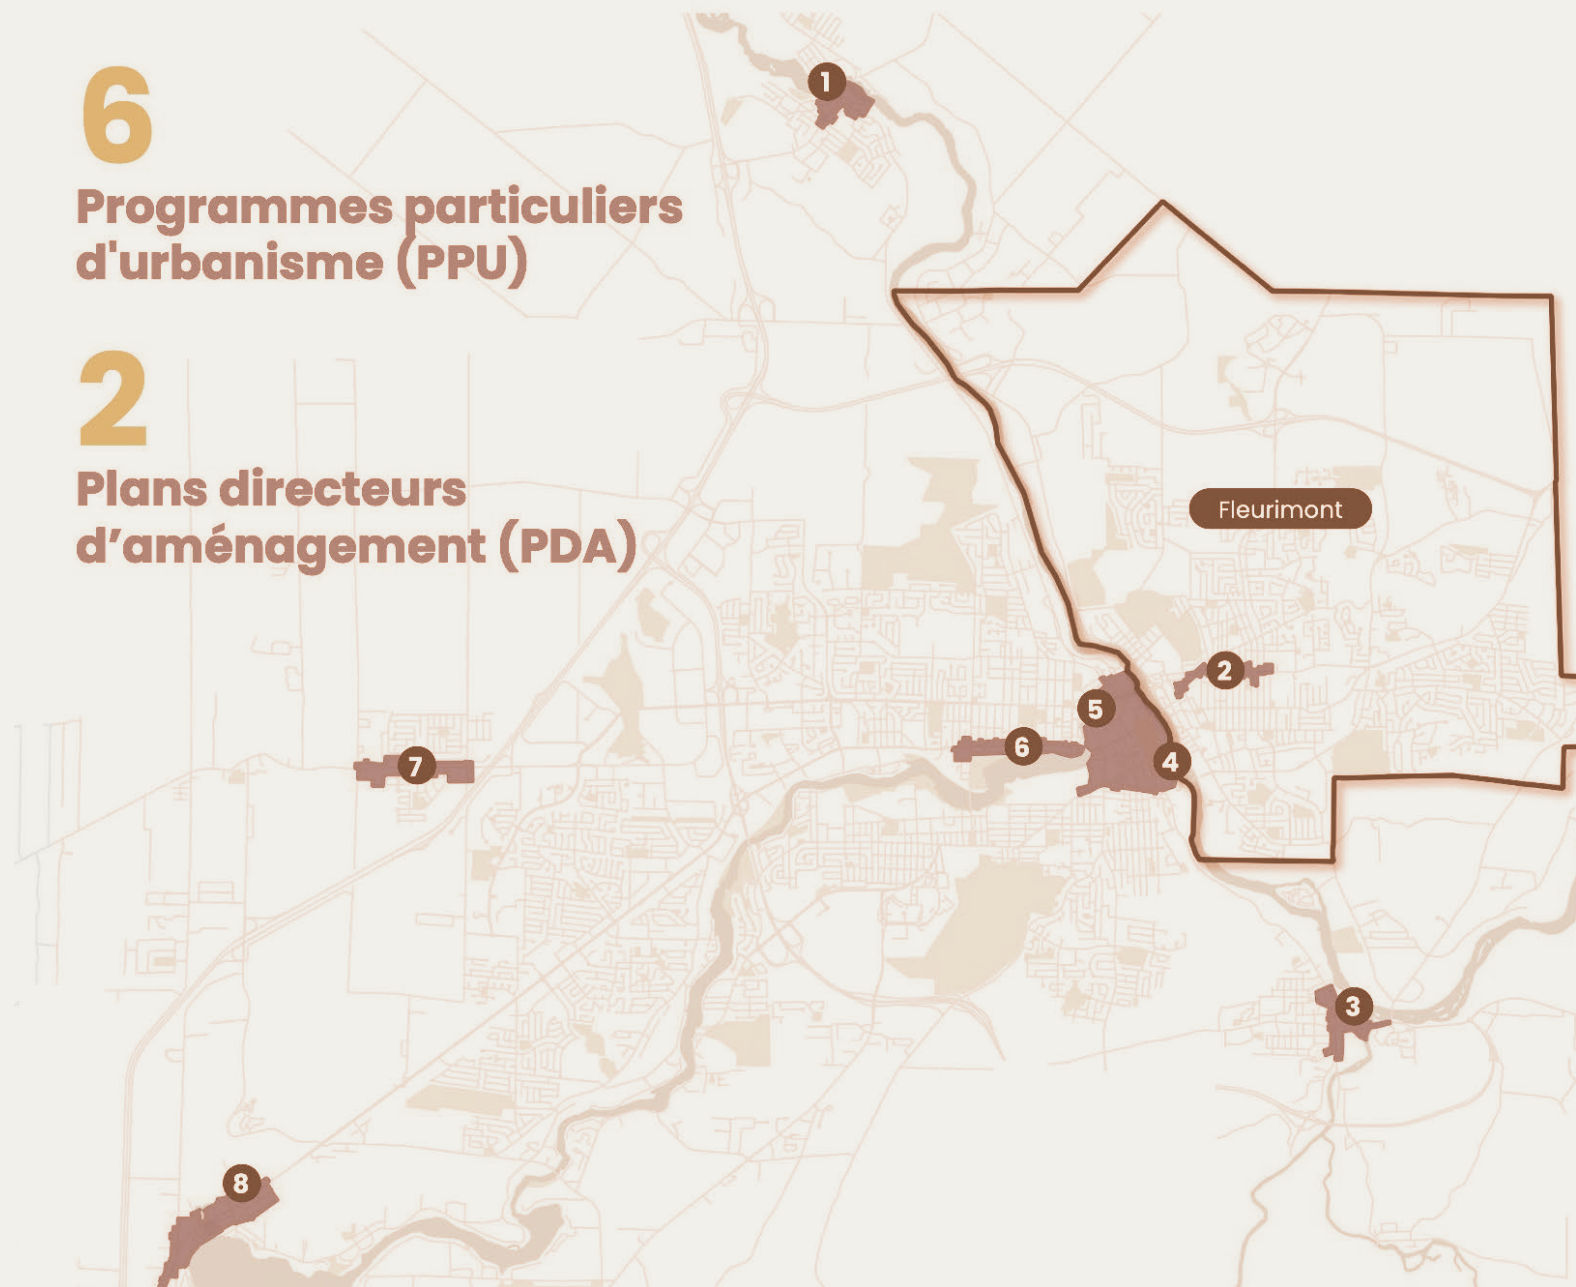 6
Programmes particuliers
d'urbanisme (PPU)
2
Plans directeurs
d’aménagement (PDA)
1
Fleurimont
2
5
6
4
7
3
8